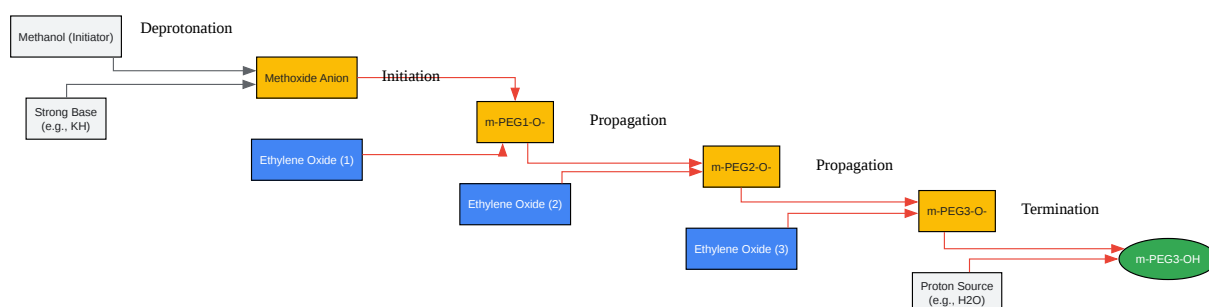 Methanol (Initiator)
Deprotonation
Methoxide Anion
Initiation
Strong Base
(e.g., KH)
m-PEG1-O-
Propagation
Ethylene Oxide (1)
m-PEG2-O-
Propagation
Ethylene Oxide (2)
m-PEG3-O-
Termination
Ethylene Oxide (3)
m-PEG3-OH
Proton Source
(e.g., H2O)